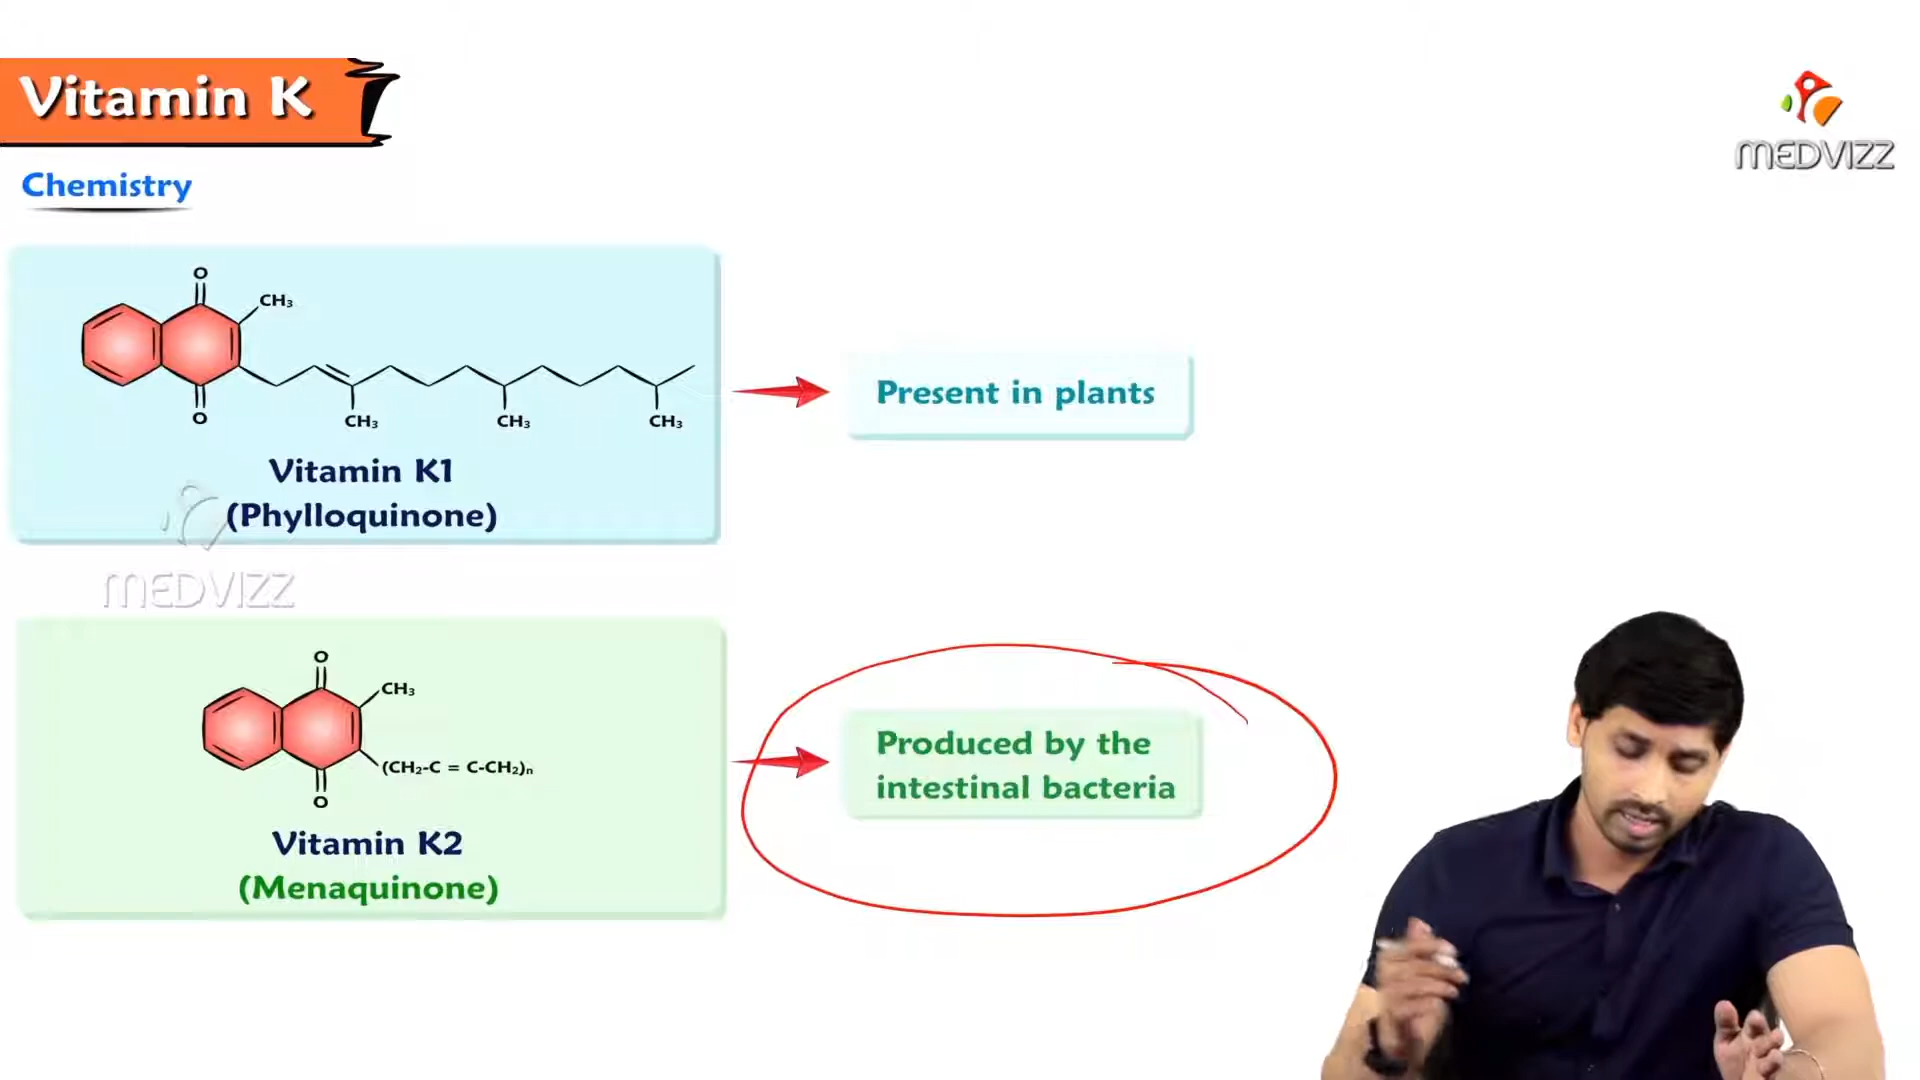 Vitamin K
MEDVIZZ
Chemistry
O
CH₃
O
CH₃
CH₃
CH₃
Vitamin K1
(Phylloquinone)
Present in plants
MEDVIZZ
O
CH₃
(CH₂-C = C-CH₂)ₙ
O
Vitamin K2
(Menaquinone)
Produced by the
intestinal bacteria